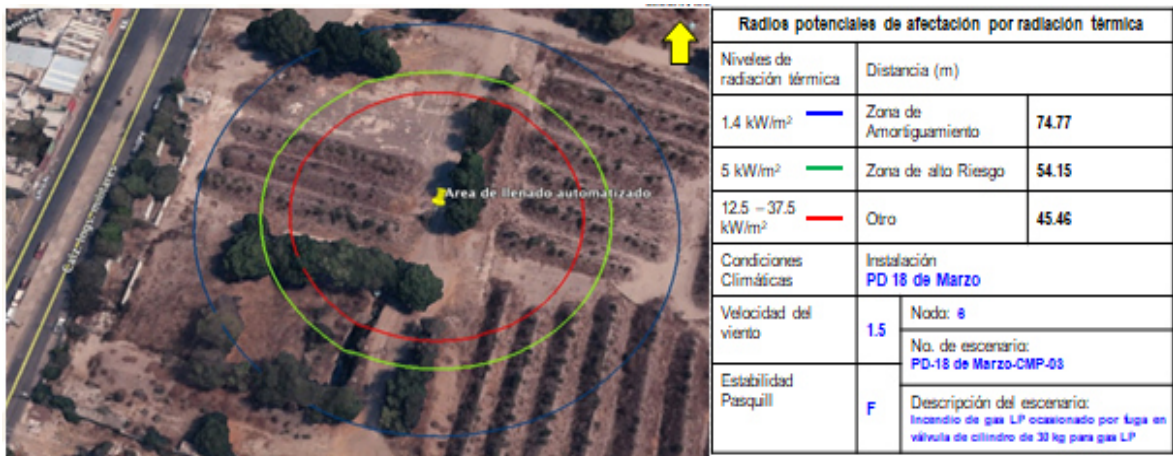 Radios potenciales de afectación por radiación térmica
Niveles de
radiación térmica
Distancia (m)
1.4 kW/m²
Zona de
Amortiguamiento
74.77
5 kW/m²
Zona de alto Riesgo
54.15
12.5 – 37.5
kW/m²
Otro
45.46
Condiciones
Climáticas
Instalación
PD 18 de Marzo
Velocidad del
viento
1.5
Nodo: 6
No. de escenario:
PD-18 de Marzo-CMP-03
Estabilidad
Pasquill
F
Descripción del escenario:
Incendio de gas LP ocasionado por fuga en
válvula de cilindro de 30 kg para gas LP
Área de llenado automatizado
Calz. Ings. Militares